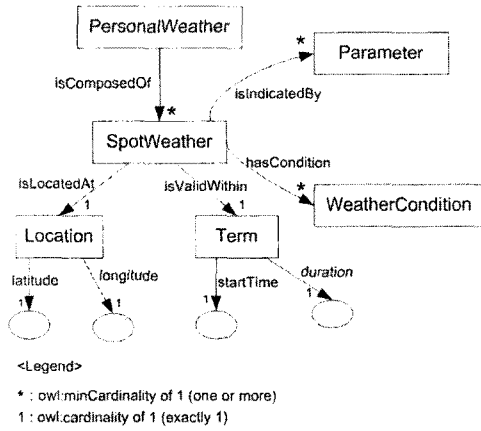 PersonalWeather
*
Parameter
isComposedOf
isIndicatedBy
*
SpotWeather
hasCondition
isLocatedAt
isValidWithin
*
1
1
WeatherCondition
Location
Term
latitude
longitude
startTime
duration
1
1
1
1
<Legend>
* : owl:minCardinality of 1 (one or more)
1 : owl:cardinality of 1 (exactly 1)